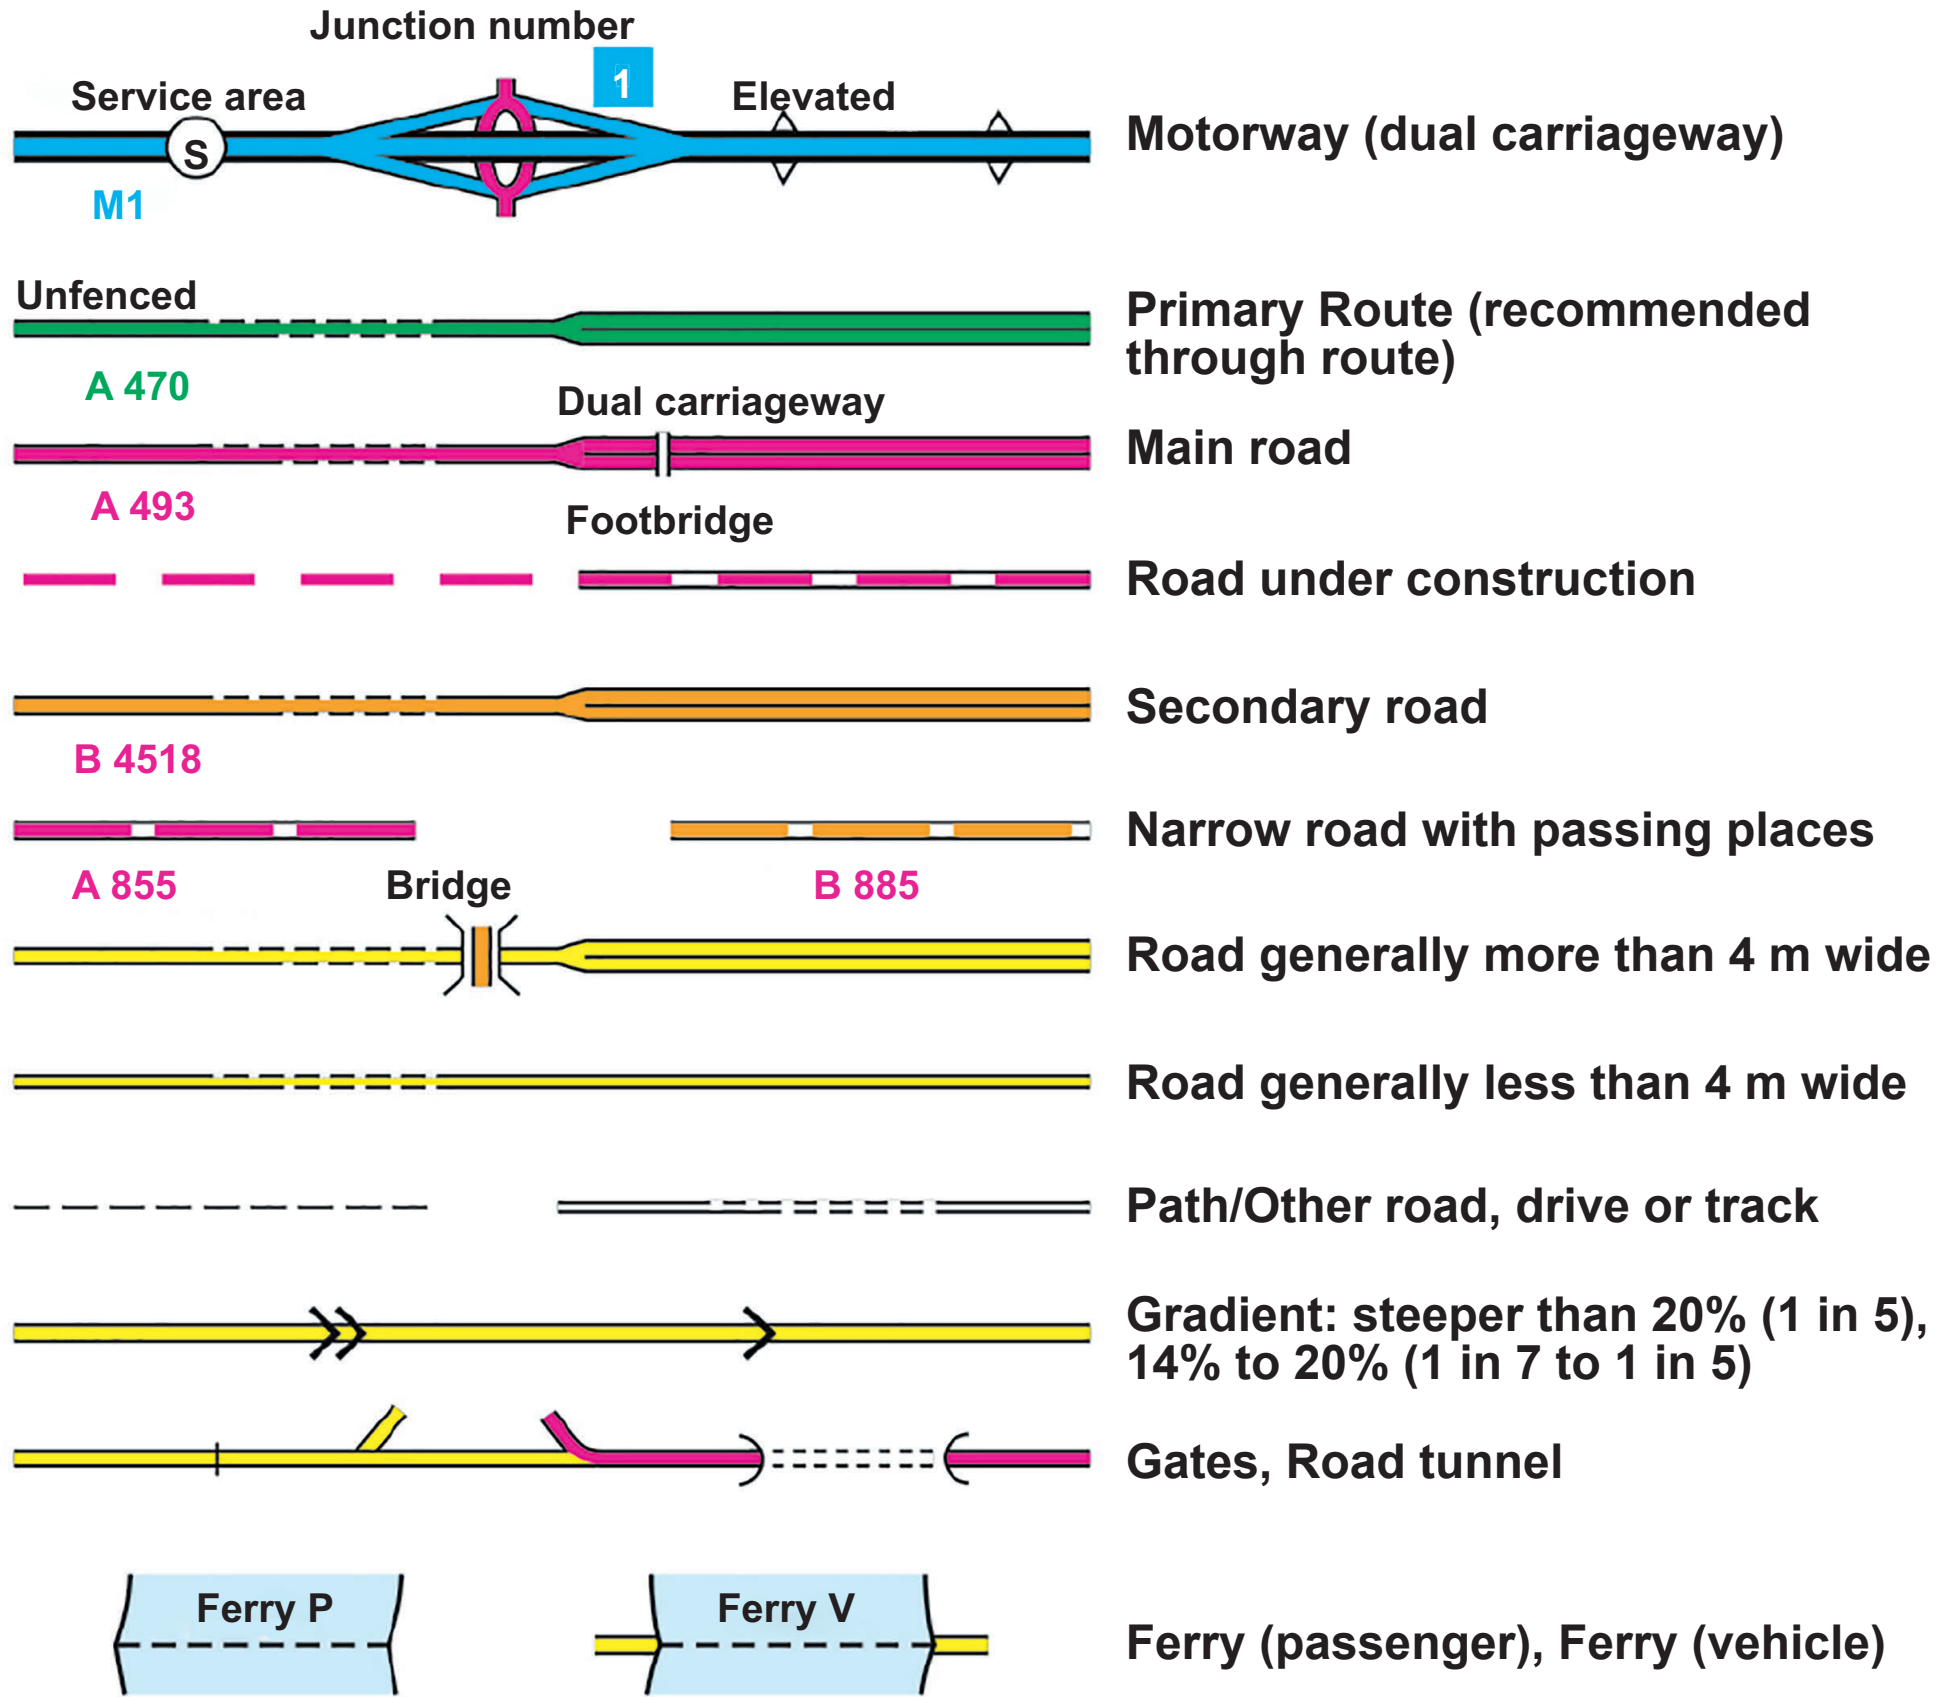 Junction number
1
Service area
Elevated
S
M1
Motorway (dual carriageway)
Unfenced
A 470
Primary Route (recommended
through route)
Dual carriageway
A 493
Main road
Footbridge
Road under construction
B 4518
Secondary road
A 855
B 885
Narrow road with passing places
Bridge
Road generally more than 4 m wide
Road generally less than 4 m wide
Path/Other road, drive or track
Gradient: steeper than 20% (1 in 5),
14% to 20% (1 in 7 to 1 in 5)
Gates, Road tunnel
Ferry P
Ferry V
Ferry (passenger), Ferry (vehicle)